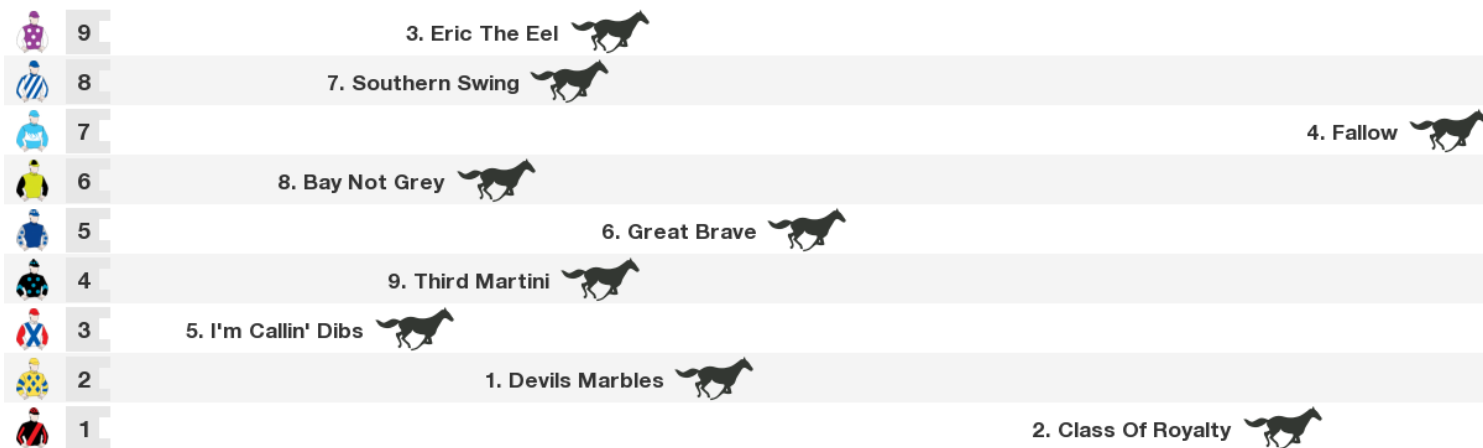 9 3. Eric The Eel
8 7. Southern Swing
7 4. Fallow
6 8. Bay Not Grey
5 6. Great Brave
4 9. Third Martini
3 5. I'm Callin' Dibs
2 1. Devils Marbles
1 2. Class Of Royalty